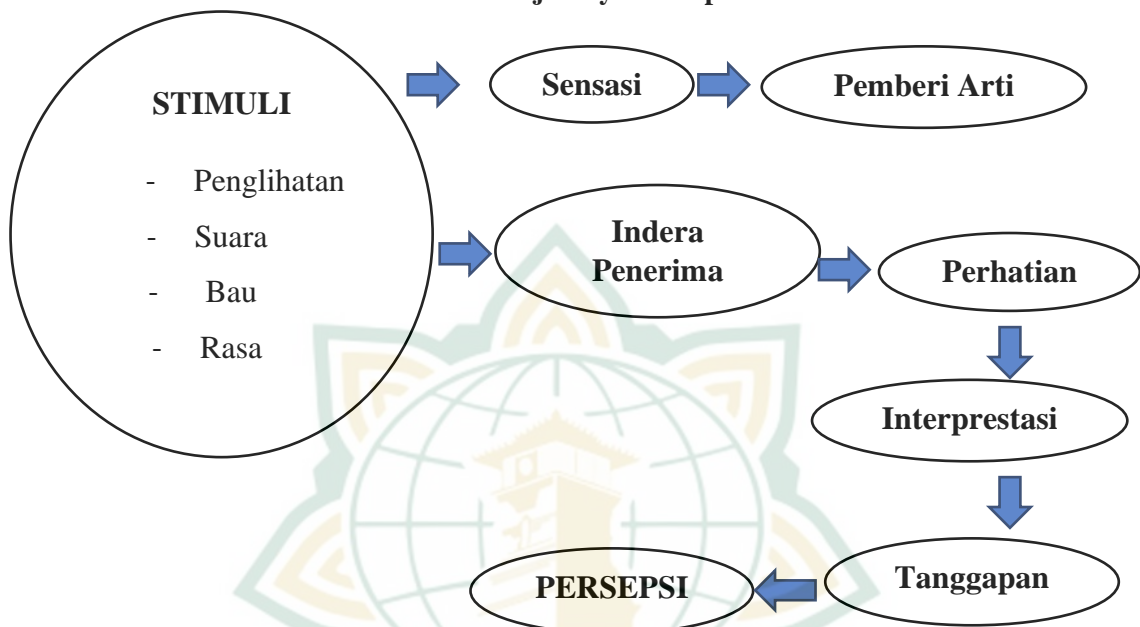 STIMULI
- Penglihatan
- Suara
- Bau
- Rasa
Sensasi
Pemberi Arti
Indera
Penerima
Perhatian
Interprestasi
Tanggapan
PERSEPSI